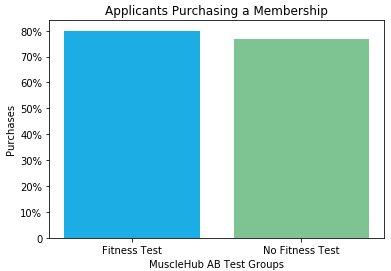 Applicants Purchasing a Membership
80%
70%
60%
50%
40%
30%
20%
10%
0
Purchases
Fitness Test
No Fitness Test
MuscleHub AB Test Groups